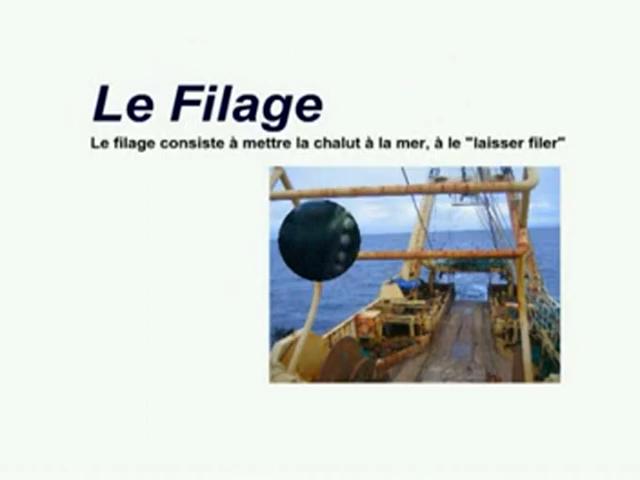 Le Filage
Le filage consiste à mettre la chalut à la mer, à le "laisser filer"